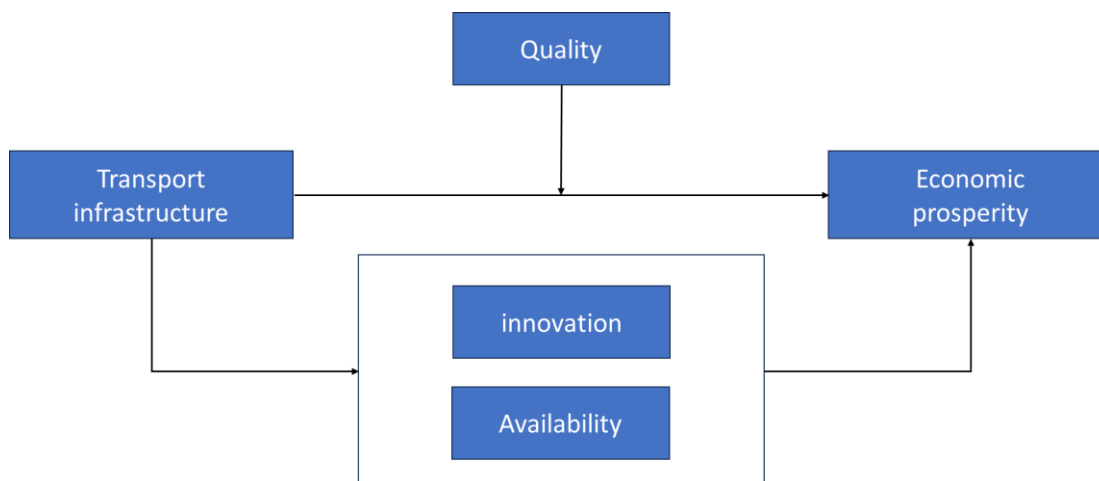 Quality
Transport
infrastructure
Economic
prosperity
innovation
Availability